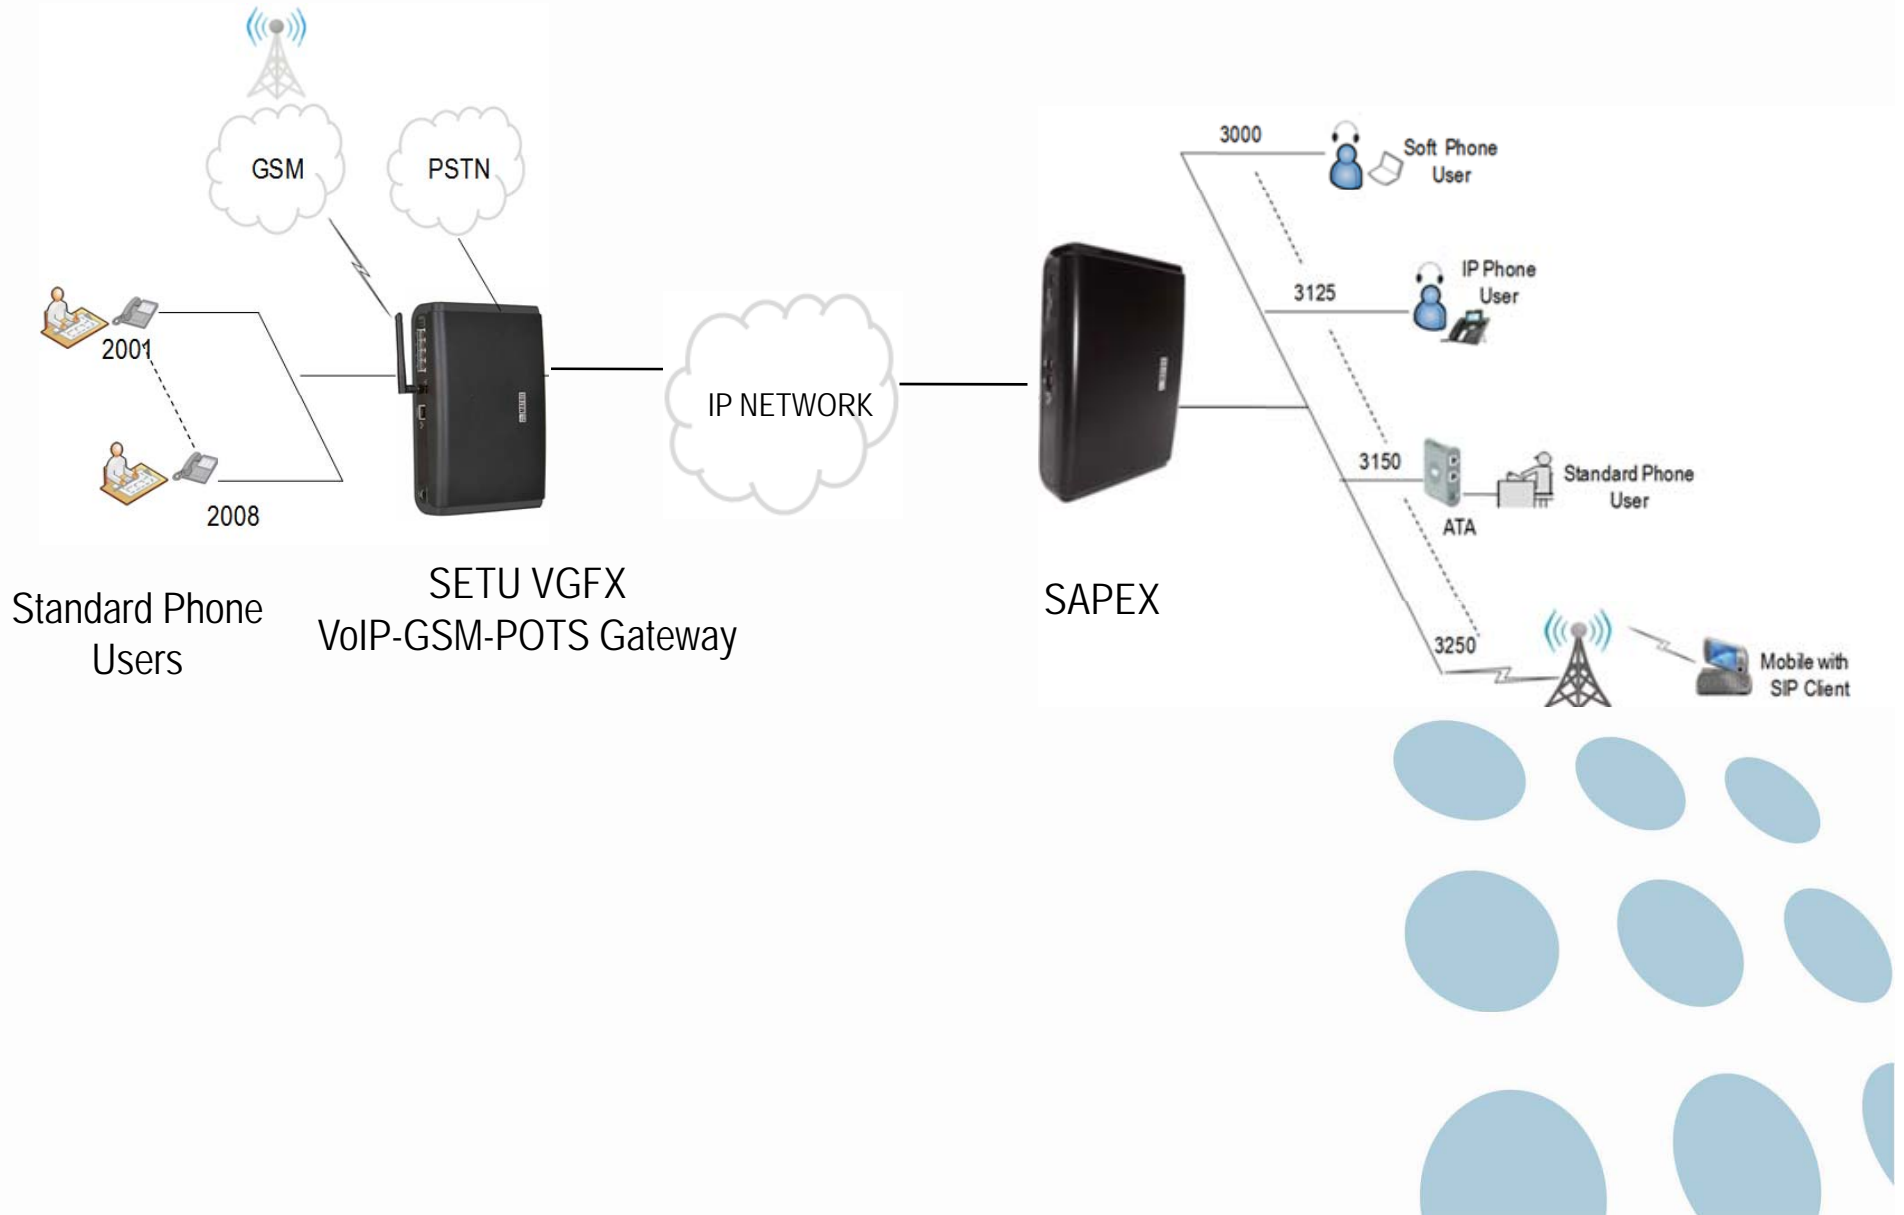 GSM
PSTN
2001
2008
Standard Phone
Users
SETU VGFX
VoIP-GSM-POTS Gateway
IP NETWORK
SAPEX
3000
Soft Phone
User
3125
IP Phone
User
3150
ATA
Standard Phone
User
3250
Mobile with
SIP Client